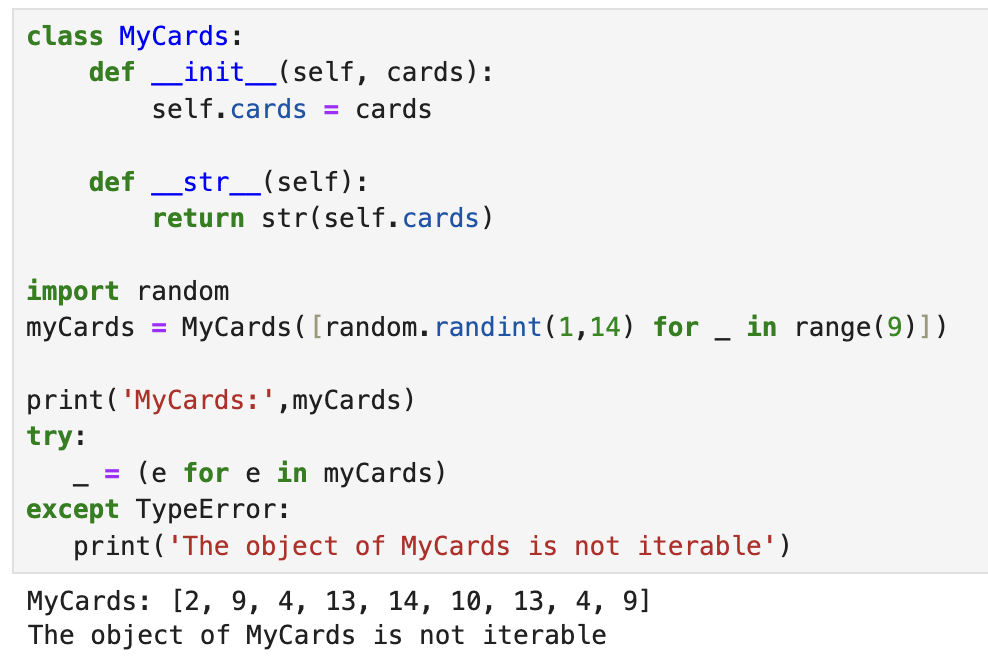 class MyCards:
    def __init__(self, cards):
        self.cards = cards

    def __str__(self):
        return str(self.cards)

import random
myCards = MyCards([random.randint(1,14) for _ in range(9)])

print('MyCards:',myCards)
try:
   _ = (e for e in myCards)
except TypeError:
   print('The object of MyCards is not iterable')
MyCards: [2, 9, 4, 13, 14, 10, 13, 4, 9]
The object of MyCards is not iterable